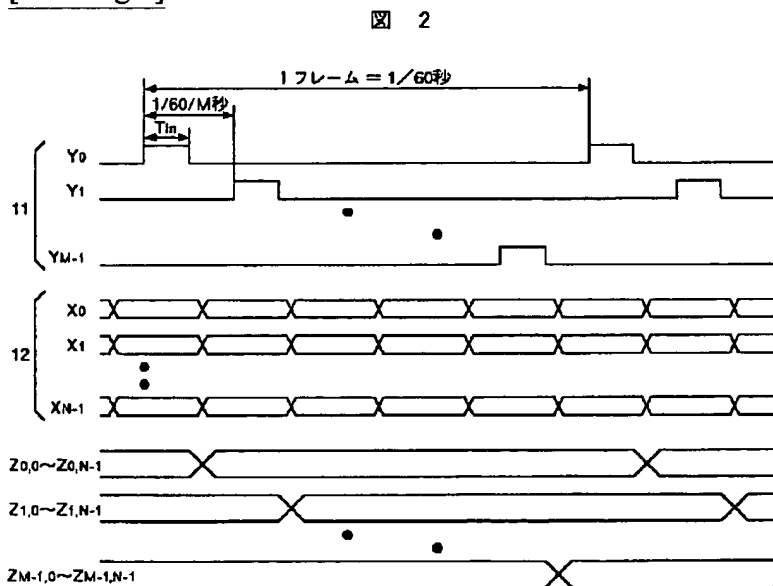 図 2
1 フレーム = 1/60秒
1/60/M秒
Tin
Y0
Y1
11
YM-1
X0
X1
12
XN-1
Z0,0〜Z0,N-1
Z1,0〜Z1,N-1
ZM-1,0〜ZM-1,N-1